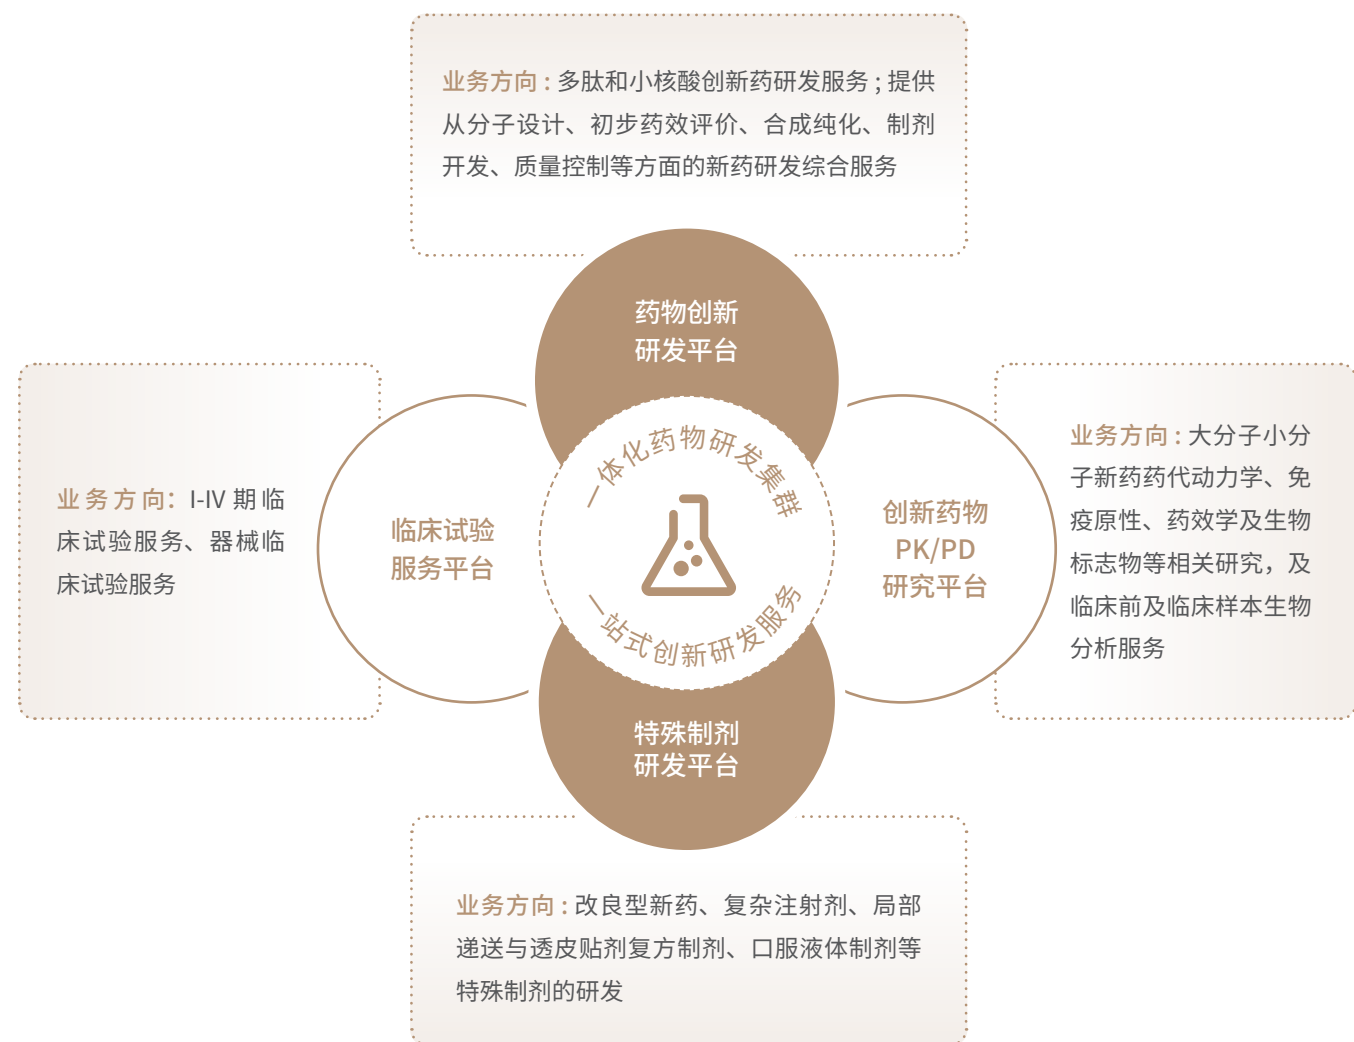 业务方向 : 多肽和小核酸创新药研发服务 ; 提供
从分子设计、初步药效评价、合成纯化、制剂
开发、质量控制等方面的新药研发综合服务
药物创新
研发平台
业务方向：I-IV 期临
床试验服务、器械临
床试验服务
临床试验
服务平台
一体化药物研发集群
一站式创新研发服务
创新药物
PK/PD
研究平台
业务方向 : 大分子小分
子新药药代动力学、免
疫原性、药效学及生物
标志物等相关研究，及
临床前及临床样本生物
分析服务
特殊制剂
研发平台
业务方向 : 改良型新药、复杂注射剂、局部
递送与透皮贴剂复方制剂、口服液体制剂等
特殊制剂的研发